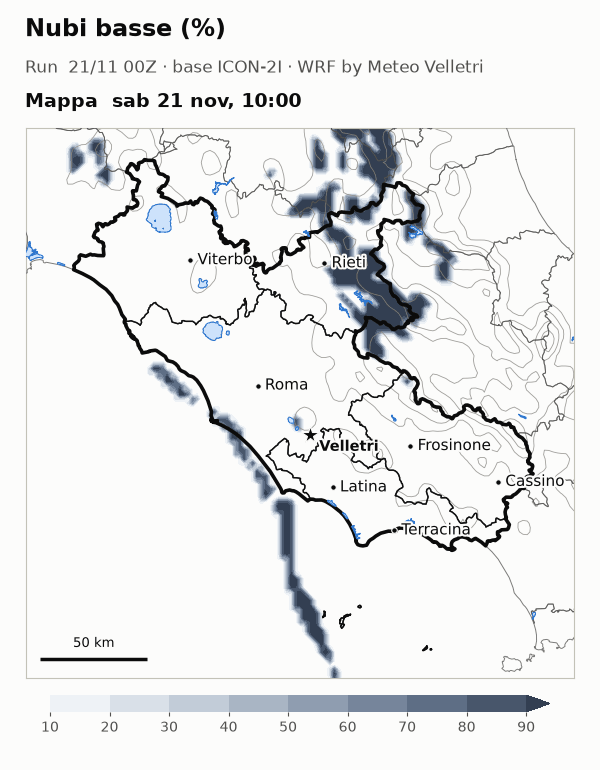 Nubi basse (%)
Run 21/11 00Z · base ICON-2I · WRF by Meteo Velletri
Mappa sab 21 nov, 10:00
Viterbo
Rieti
Roma
Velletri
Frosinone
Latina
Cassino
Terracina
50 km
10 20 30 40 50 60 70 80 90